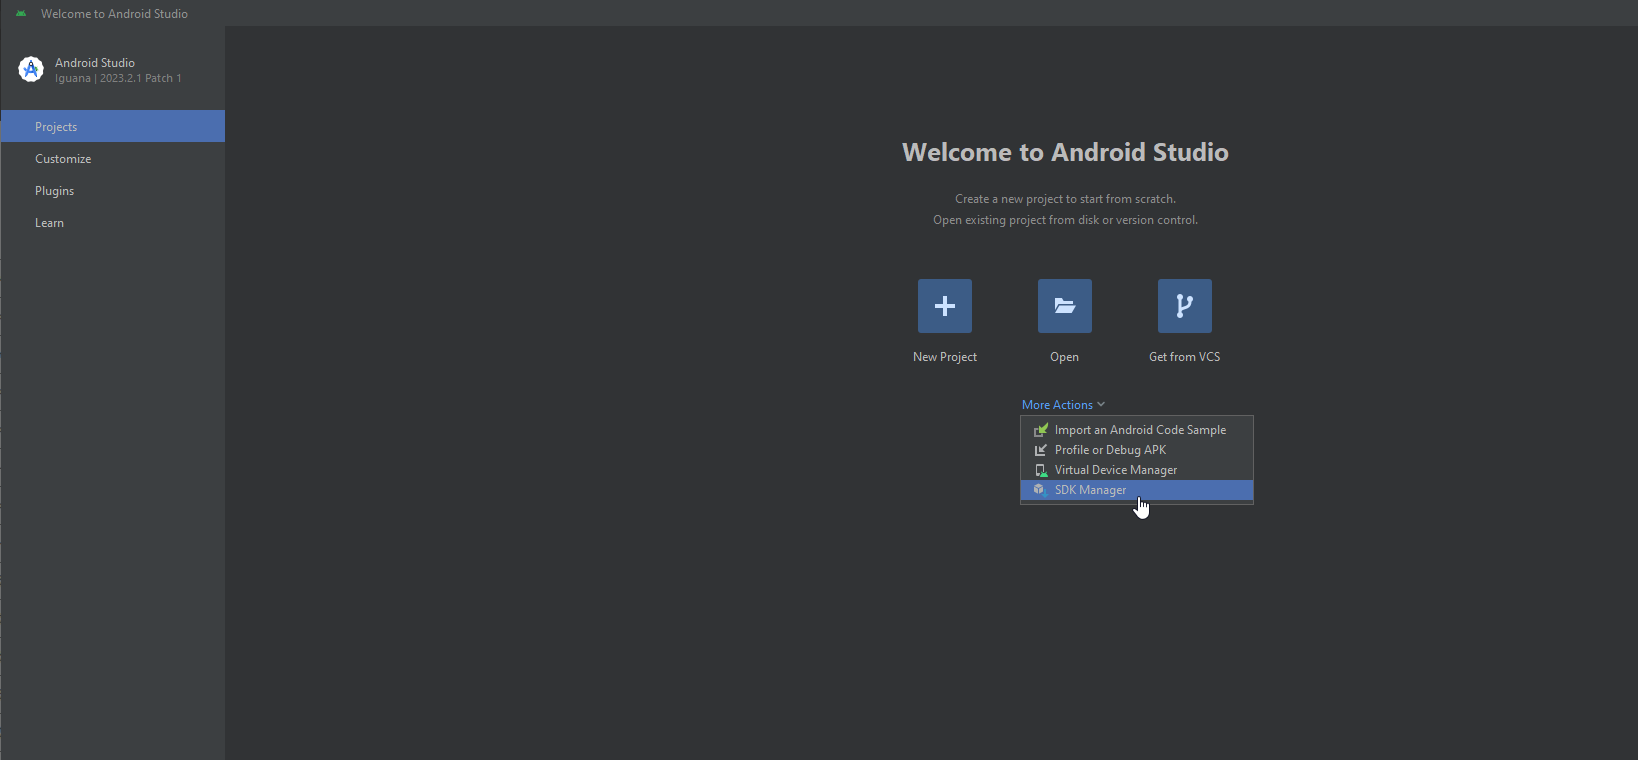 Welcome to Android Studio
Android Studio
Iguana | 2023.2.1 Patch 1
Projects
Customize
Plugins
Learn
Welcome to Android Studio
Create a new project to start from scratch.
Open existing project from disk or version control.
New Project
Open
Get from VCS
More Actions
Import an Android Code Sample
Profile or Debug APK
Virtual Device Manager
SDK Manager